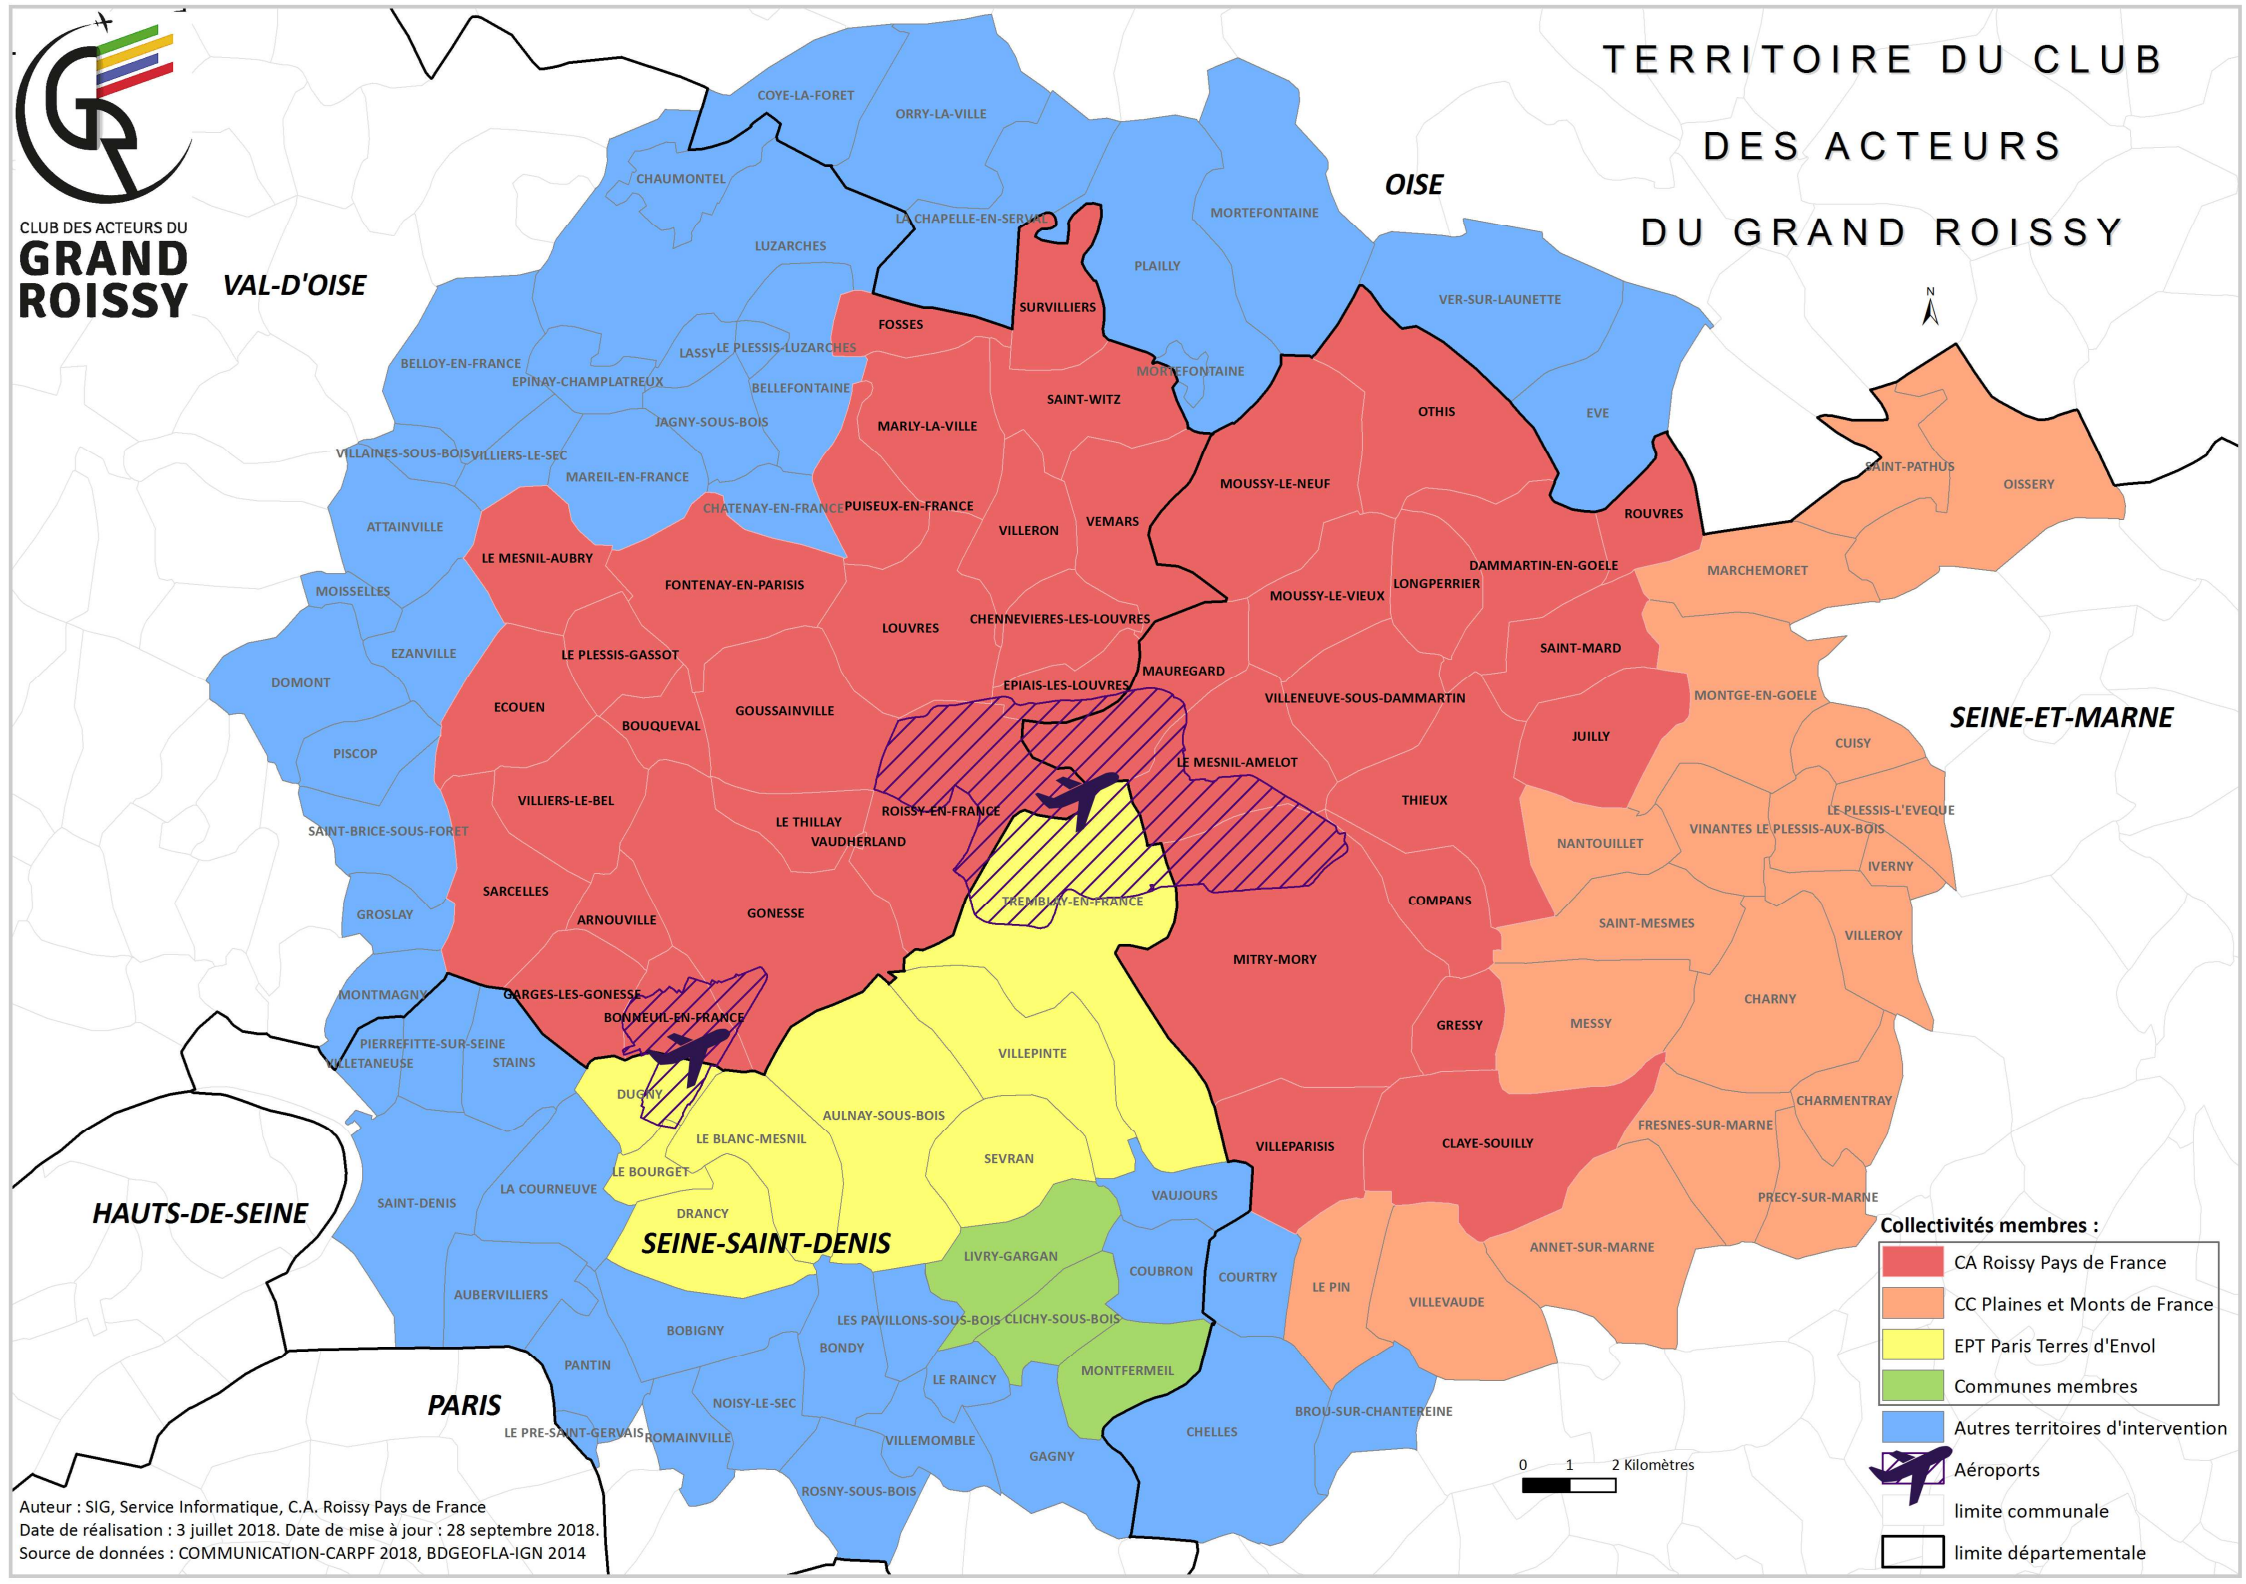 TERRITOIRE DU CLUB
DES ACTEURS
DU GRAND ROISSY
CLUB DES ACTEURS DU
GRAND
ROISSY
VAL-D'OISE
OISE
N
COYE-LA-FORET
ORRY-LA-VILLE
CHAUMONTEL
LA CHAPELLE-EN-SERVAL
MORTEFONTAINE
LUZARCHES
PLAILLY
VER-SUR-LAUNETTE
SURVILLIERS
FOSSES
BELLOY-EN-FRANCE
LASSY
LE PLESSIS-LUZARCHES
EPINAY-CHAMPLATREUX
BELLEFONTAINE
MORTEFONTAINE
SAINT-WITZ
OTHIS
EVE
JAGNY-SOUS-BOIS
MARLY-LA-VILLE
VILLAINES-SOUS-BOIS
VILLIERS-LE-SEC
MAREIL-EN-FRANCE
MOUSSY-LE-NEUF
SAINT-PATHUS
OISSERY
CHATENAY-EN-FRANCE
PUISEUX-EN-FRANCE
ATTAINVILLE
VILLERON
VEMARS
ROUVRES
LE MESNIL-AUBRY
FONTENAY-EN-PARISIS
DAMMARTIN-EN-GOELE
MARCHEMORET
MOISSELLES
MOUSSY-LE-VIEUX
LONGPERRIER
LOUVRES
CHENNEVIERES-LES-LOUVRES
EZANVILLE
LE PLESSIS-GASSOT
SAINT-MARD
DOMONT
MAUREGARD
EPIAIS-LES-LOUVRES
VILLENEUVE-SOUS-DAMMARTIN
MONTGE-EN-GOELE
ECOUEN
BOUQUEVAL
GOUSSAINVILLE
SEINE-ET-MARNE
PISCOP
JUILLY
CUISY
LE MESNIL-AMELOT
VILLIERS-LE-BEL
THIEUX
ROISSY-EN-FRANCE
LE PLESSIS-L'EVEQUE
SAINT-BRICE-SOUS-FORET
LE THILLAY
VAUDHERLAND
NANTOUILLET
VINANTES
LE PLESSIS-AUX-BOIS
IVERNY
SARCELLES
COMPANS
TREMBLAY-EN-FRANCE
GROSLAY
ARNOUVILLE
GONESSE
SAINT-MESMES
VILLEROY
MITRY-MORY
MONTMAGNY
GARGES-LES-GONESSE
CHARNY
BONNEUIL-EN-FRANCE
GRESSY
MESSY
PIERREFITTE-SUR-SEINE
VILLETANEUSE
STAINS
VILLEPINTE
DUGNY
CHARMENTRAY
AULNAY-SOUS-BOIS
FRESNES-SUR-MARNE
LE BLANC-MESNIL
VILLEPARISIS
CLAYE-SOUILLY
SEVRAN
LE BOURGET
LA COURNEUVE
VAUJOURS
PRECY-SUR-MARNE
SAINT-DENIS
HAUTS-DE-SEINE
DRANCY
SEINE-SAINT-DENIS
LIVRY-GARGAN
ANNET-SUR-MARNE
COUBRON
COURTRY
LE PIN
VILLEVAUDE
AUBERVILLIERS
LES PAVILLONS-SOUS-BOIS
CLICHY-SOUS-BOIS
BOBIGNY
BONDY
PANTIN
MONTFERMEIL
LE RAINCY
PARIS
NOISY-LE-SEC
BROU-SUR-CHANTEREINE
LE PRE-SAINT-GERVAIS
ROMAINVILLE
VILLEMOMBLE
CHELLES
GAGNY
ROSNY-SOUS-BOIS
Collectivités membres :
CA Roissy Pays de France
CC Plaines et Monts de France
EPT Paris Terres d'Envol
Communes membres
Autres territoires d'intervention
Aéroports
limite communale
limite départementale
0 1 2 Kilomètres
Auteur : SIG, Service Informatique, C.A. Roissy Pays de France
Date de réalisation : 3 juillet 2018. Date de mise à jour : 28 septembre 2018.
Source de données : COMMUNICATION-CARPF 2018, BDGEOFLA-IGN 2014